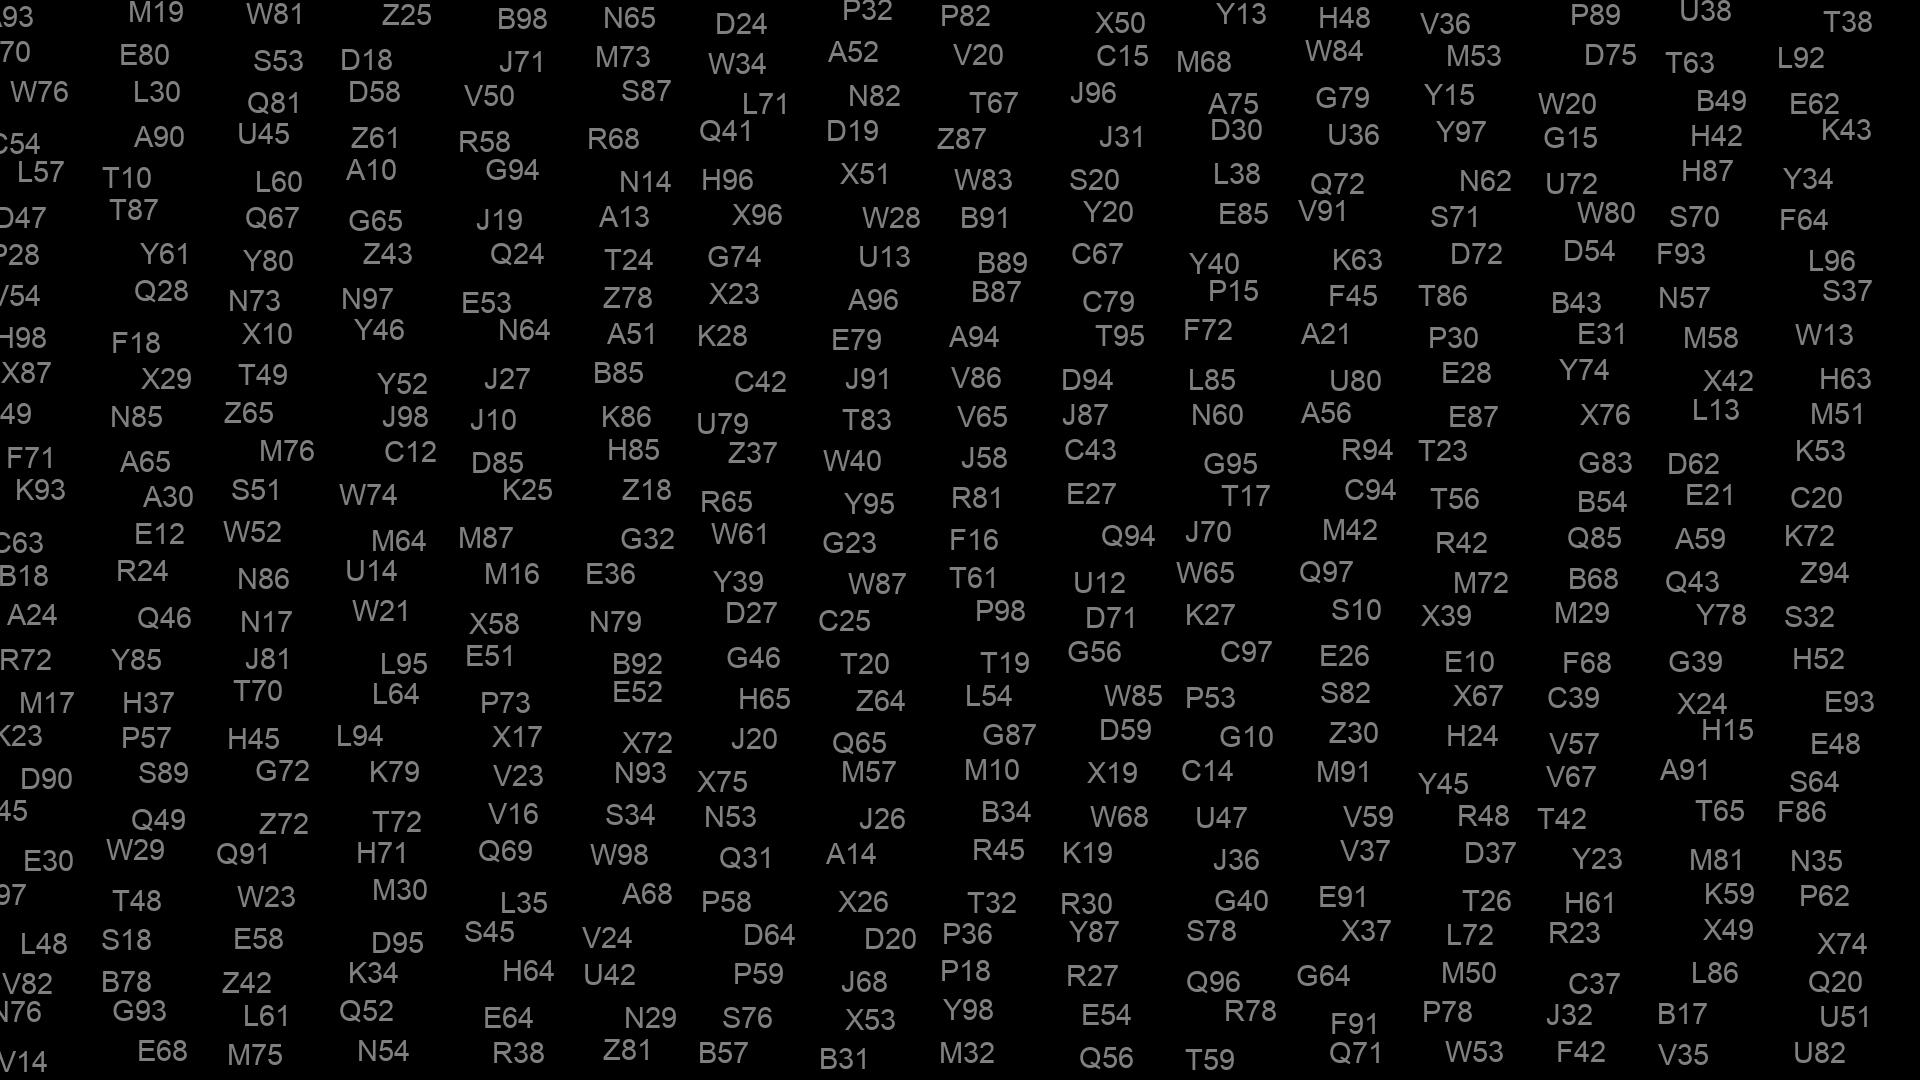 M19 W81 Z25 B98 N65 D24 P32 P82 X50 Y13 H48 V36 P89 U38 T38
E80 S53 D18 J71 M73 W34 A52 V20 C15 M68 W84 M53 D75 T63 L92
W76 L30 Q81 D58 V50 S87 L71 N82 T67 J96 A75 G79 Y15 W20 B49 E62
C54 A90 U45 Z61 R58 R68 Q41 D19 Z87 J31 D30 U36 Y97 G15 H42 K43
L57 T10 L60 A10 G94 N14 H96 X51 W83 S20 L38 Q72 N62 U72 H87 Y34
D47 T87 Q67 G65 J19 A13 X96 W28 B91 Y20 E85 V91 S71 W80 S70 F64
P28 Y61 Y80 Z43 Q24 T24 G74 U13 B89 C67 Y40 K63 D72 D54 F93 L96
V54 Q28 N73 N97 E53 Z78 X23 A96 B87 C79 P15 F45 T86 B43 N57 S37
H98 F18 X10 Y46 N64 A51 K28 E79 A94 T95 F72 A21 P30 E31 M58 W13
X87 X29 T49 Y52 J27 B85 C42 J91 V86 D94 L85 U80 E28 Y74 X42 H63
49 N85 Z65 J98 J10 K86 U79 T83 V65 J87 N60 A56 E87 X76 L13 M51
F71 A65 M76 C12 D85 H85 Z37 W40 J58 C43 G95 R94 T23 G83 D62 K53
K93 A30 S51 W74 K25 Z18 R65 Y95 R81 E27 T17 C94 T56 B54 E21 C20
C63 E12 W52 M64 M87 G32 W61 G23 F16 Q94 J70 M42 R42 Q85 A59 K72
B18 R24 N86 U14 M16 E36 Y39 W87 T61 U12 W65 Q97 M72 B68 Q43 Z94
A24 Q46 N17 W21 X58 N79 D27 C25 P98 D71 K27 S10 X39 M29 Y78 S32
R72 Y85 J81 L95 E51 B92 G46 T20 T19 G56 C97 E26 E10 F68 G39 H52
M17 H37 T70 L64 P73 E52 H65 Z64 L54 W85 P53 S82 X67 C39 X24 E93
K23 P57 H45 L94 X17 X72 J20 Q65 G87 D59 G10 Z30 H24 V57 H15 E48
D90 S89 G72 K79 V23 N93 X75 M57 M10 X19 C14 M91 Y45 V67 A91 S64
45 Q49 Z72 T72 V16 S34 N53 J26 B34 W68 U47 V59 R48 T42 T65 F86
E30 W29 Q91 H71 Q69 W98 Q31 A14 R45 K19 J36 V37 D37 Y23 M81 N35
97 T48 W23 M30 L35 A68 P58 X26 T32 R30 G40 E91 T26 H61 K59 P62
L48 S18 E58 D95 S45 V24 D64 D20 P36 Y87 S78 X37 L72 R23 X49 X74
V82 B78 Z42 K34 H64 U42 P59 J68 P18 R27 Q96 G64 M50 C37 L86 Q20
N76 G93 L61 Q52 E64 N29 S76 X53 Y98 E54 R78 F91 P78 J32 B17 U51
V14 E68 M75 N54 R38 Z81 B57 B31 M32 Q56 T59 Q71 W53 F42 V35 U82